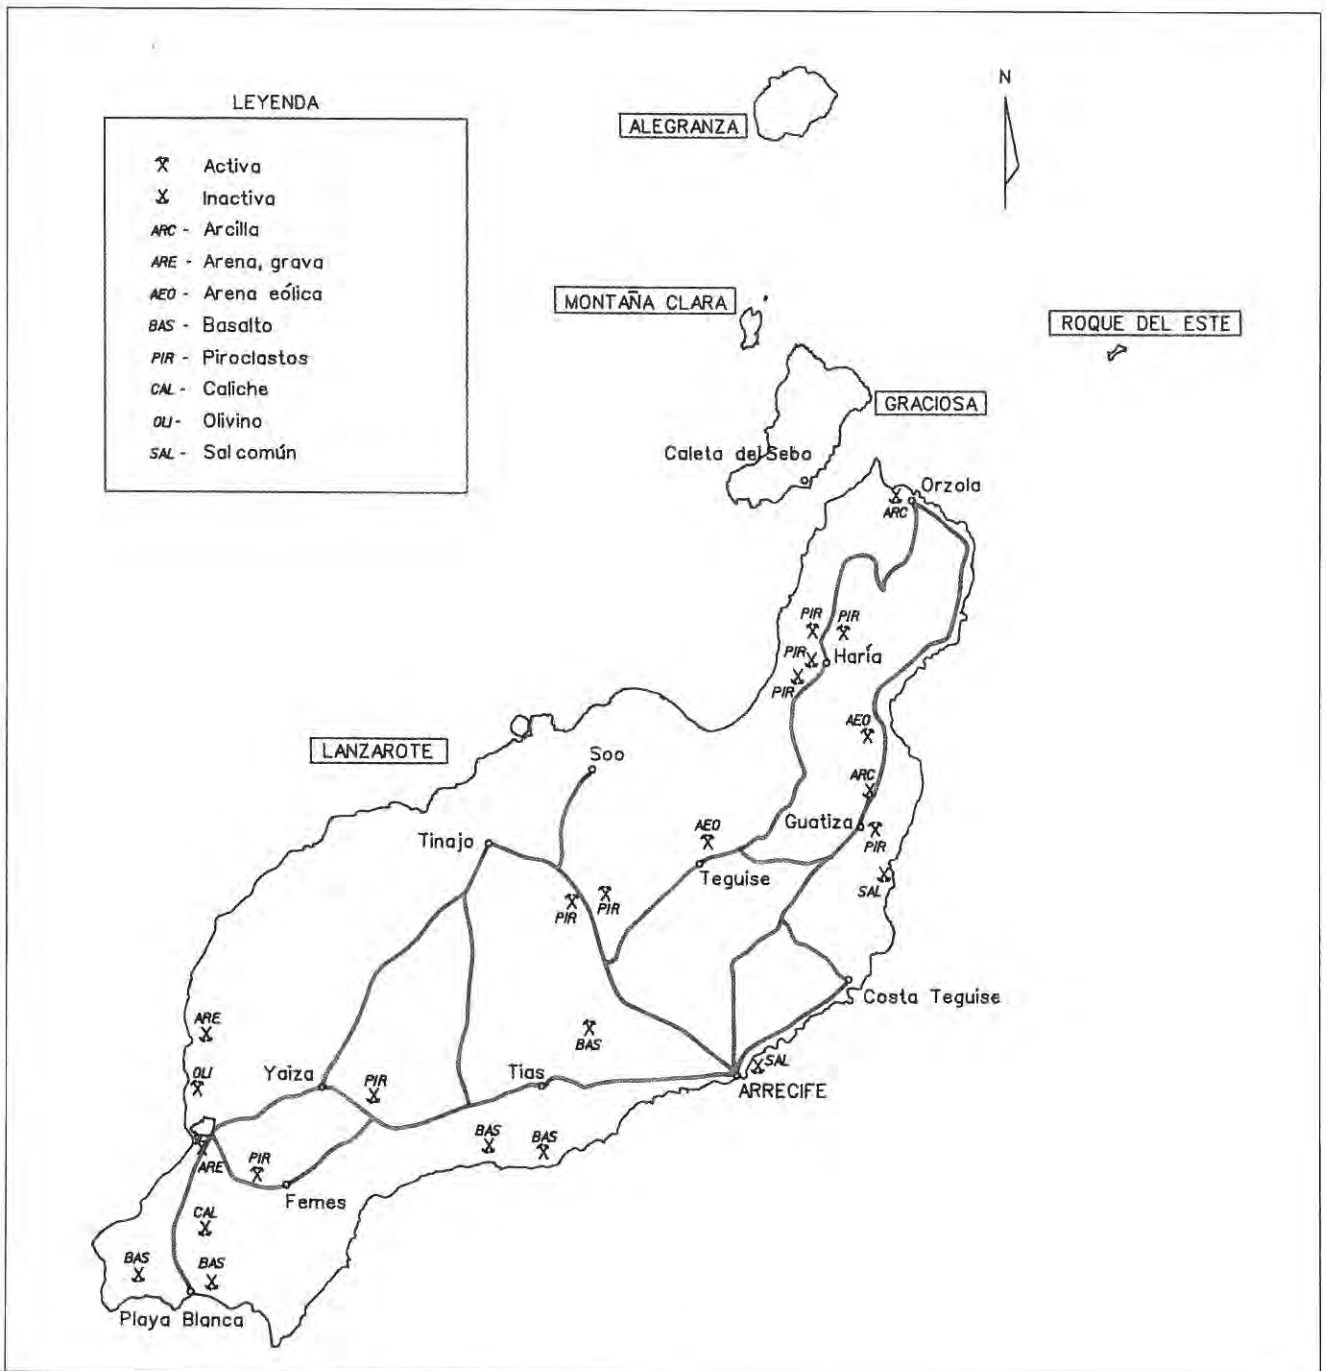 LEYENDA
Activa
Inactiva
ARC - Arcilla
ARE - Arena, grava
AEO - Arena eólica
BAS - Basalto
PIR - Piroclastos
CAL - Caliche
OLI - Olivino
SAL - Sal común
N
ALEGRANZA
MONTAÑA CLARA
ROQUE DEL ESTE
GRACIOSA
Caleta del Sebo
Orzola
ARC
PIR
PIR
PIR
Haría
PIR
AEO
LANZAROTE
Soo
ARC
Guatiza
AEO
Tinajo
PIR
Teguise
SAL
PIR
PIR
Costa Teguise
ARE
BAS
SAL
OLI
Yaiza
PIR
Tias
ARRECIFE
BAS
BAS
ARE
PIR
Femes
CAL
BAS
BAS
Playa Blanca